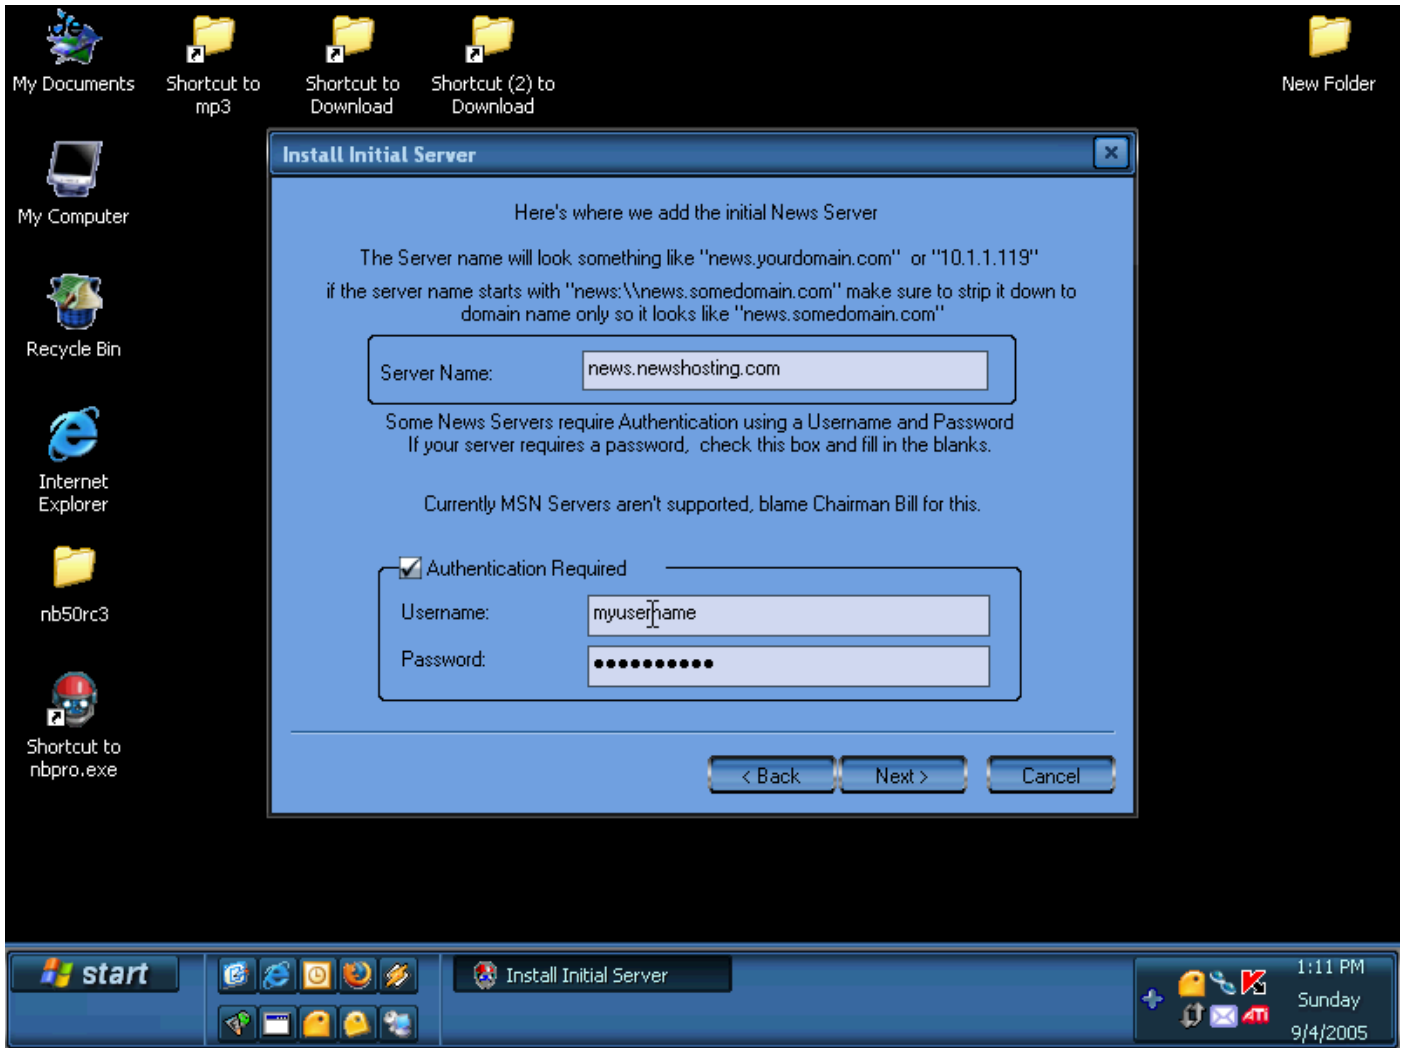 My Documents
Shortcut to
mp3
Shortcut to
Download
Shortcut (2) to
Download
New Folder
My Computer
Recycle Bin
Internet
Explorer
nb50rc3
Shortcut to
nbpro.exe
Install Initial Server
Here's where we add the initial News Server
The Server name will look something like "news.yourdomain.com" or "10.1.1.119"
if the server name starts with "news:\\news.somedomain.com" make sure to strip it down to
domain name only so it looks like "news.somedomain.com"
Server Name:
news.newshosting.com
Some News Servers require Authentication using a Username and Password
If your server requires a password, check this box and fill in the blanks.
Currently MSN Servers aren't supported, blame Chairman Bill for this.
Authentication Required
Username:
myusername
Password:
< Back
Next >
Cancel
start
Install Initial Server
ATi
1:11 PM
Sunday
9/4/2005